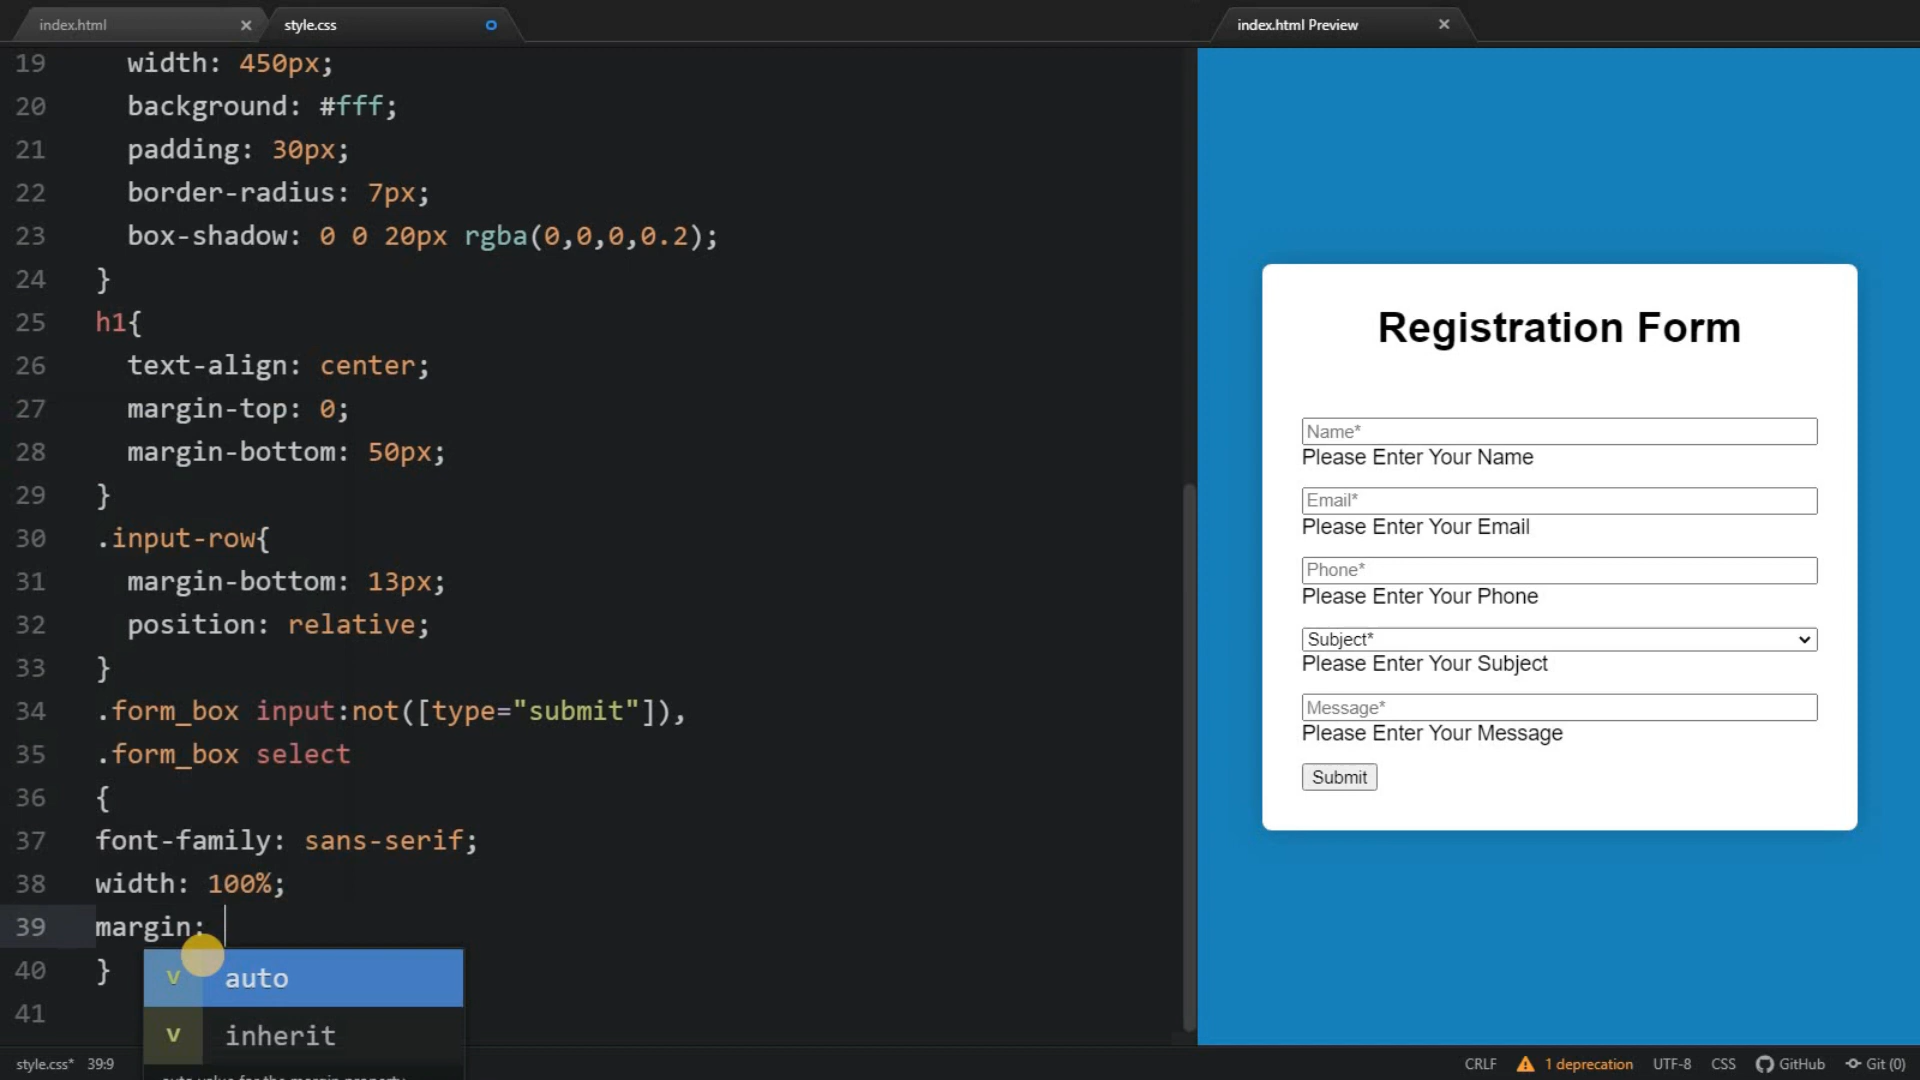 index.html
style.css
index.html Preview
19 width: 450px;
20 background: #fff;
21 padding: 30px;
22 border-radius: 7px;
23 box-shadow: 0 0 20px rgba(0,0,0,0.2);
24 }
25 h1{
26 text-align: center;
27 margin-top: 0;
28 margin-bottom: 50px;
29 }
30 .input-row{
31 margin-bottom: 13px;
32 position: relative;
33 }
34 .form_box input:not([type="submit"]),
35 .form_box select
36 {
37 font-family: sans-serif;
38 width: 100%;
39 margin:
40 }
41
v auto
v inherit
auto value for the margin property
Registration Form
Name*
Please Enter Your Name
Email*
Please Enter Your Email
Phone*
Please Enter Your Phone
Subject*
Please Enter Your Subject
Message*
Please Enter Your Message
Submit
style.css* 39:9
CRLF 1 deprecation UTF-8 CSS GitHub Git (0)